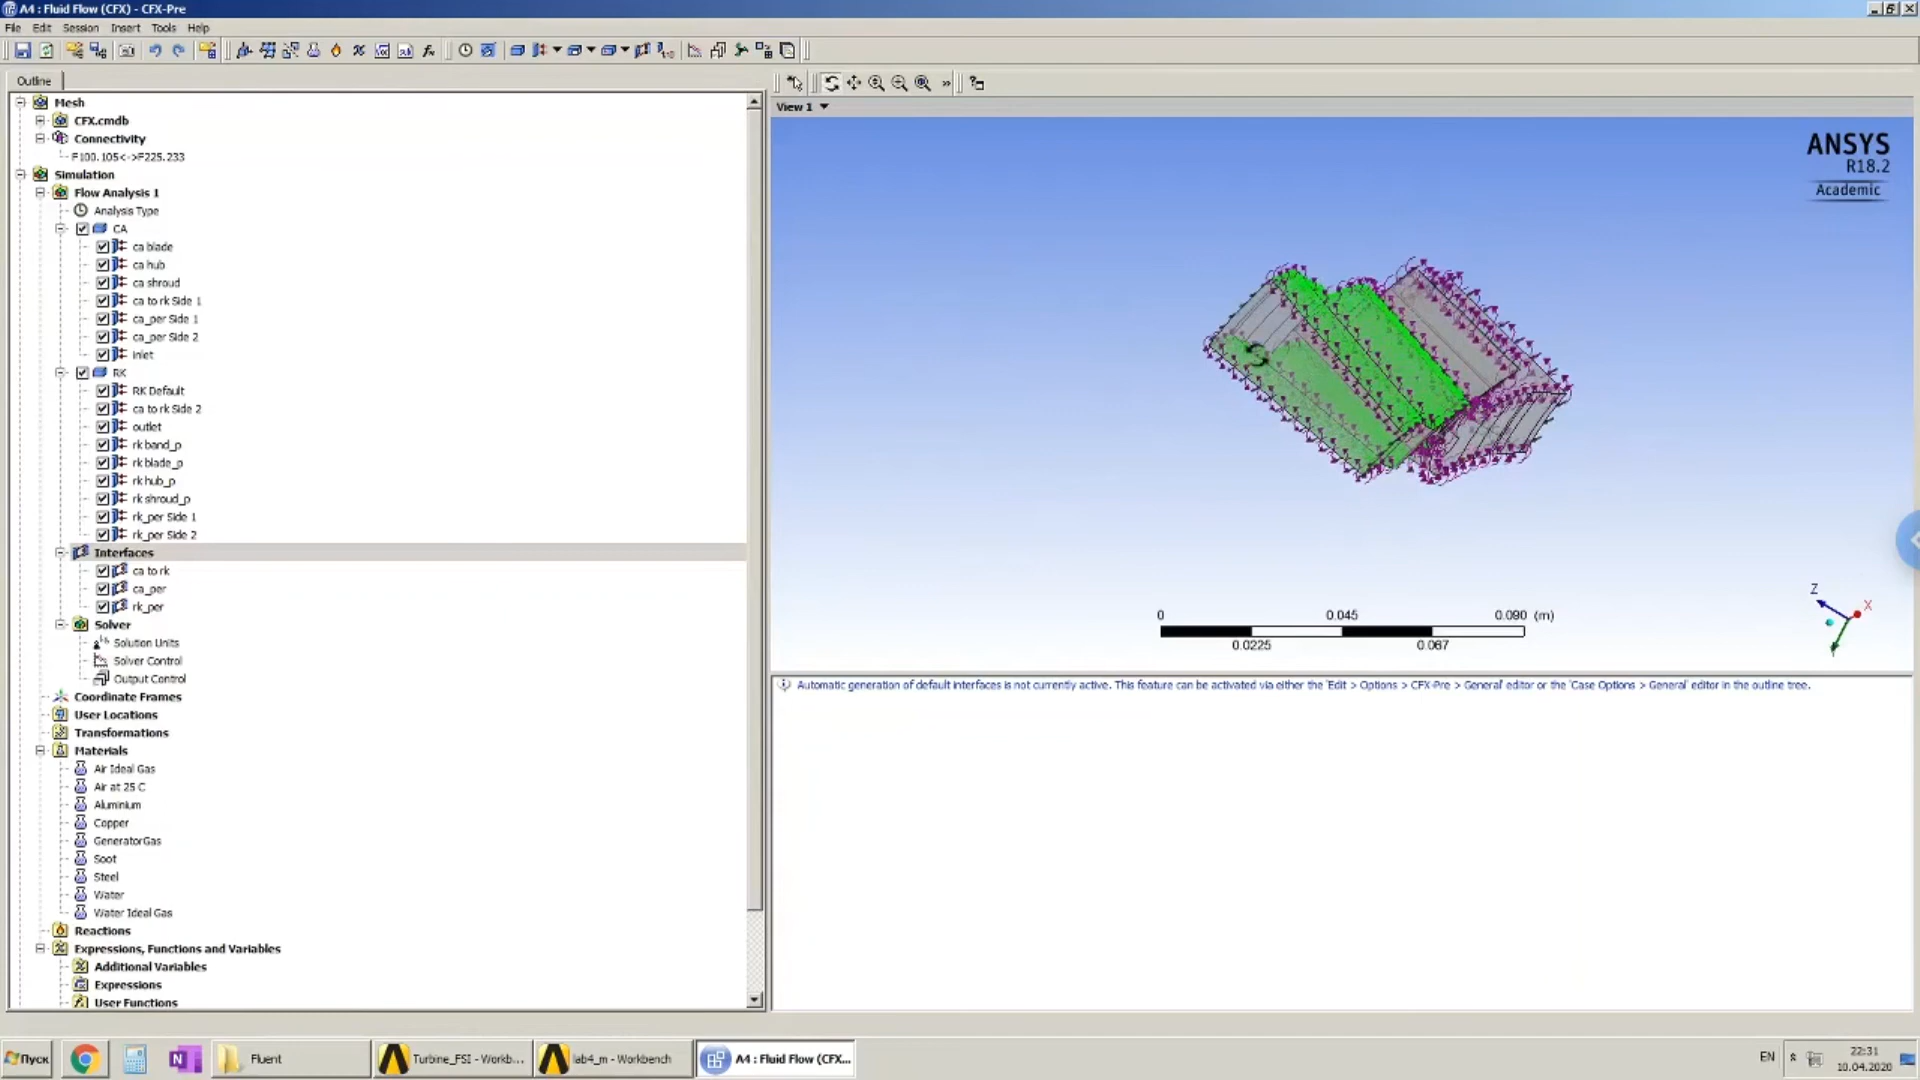 A4 : Fluid Flow (CFX) - CFX-Pre
File Edit Session Insert Tools Help
Outline
Mesh
CFX.cmdb
Connectivity
F100.105<->F225.233
Simulation
Flow Analysis 1
Analysis Type
CA
ca blade
ca hub
ca shroud
ca to rk Side 1
ca_per Side 1
ca_per Side 2
inlet
RK
RK Default
ca to rk Side 2
outlet
rk band_p
rk blade_p
rk hub_p
rk shroud_p
rk_per Side 1
rk_per Side 2
Interfaces
ca to rk
ca_per
rk_per
Solver
Solution Units
Solver Control
Output Control
Coordinate Frames
User Locations
Transformations
Materials
Air Ideal Gas
Air at 25 C
Aluminium
Copper
GeneratorGas
Soot
Steel
Water
Water Ideal Gas
Reactions
Expressions, Functions and Variables
Additional Variables
Expressions
User Functions
View 1
ANSYS
R18.2
Academic
0 0.045 0.090 (m)
0.0225 0.067
Z X
Automatic generation of default interfaces is not currently active. This feature can be activated via either the 'Edit > Options > CFX-Pre > General' editor or the 'Case Options > General' editor in the outline tree.
Пуск
Fluent
Turbine_FSI - Workb...
lab4_m - Workbench
A4 : Fluid Flow (CFX...
EN
22:31
10.04.2020